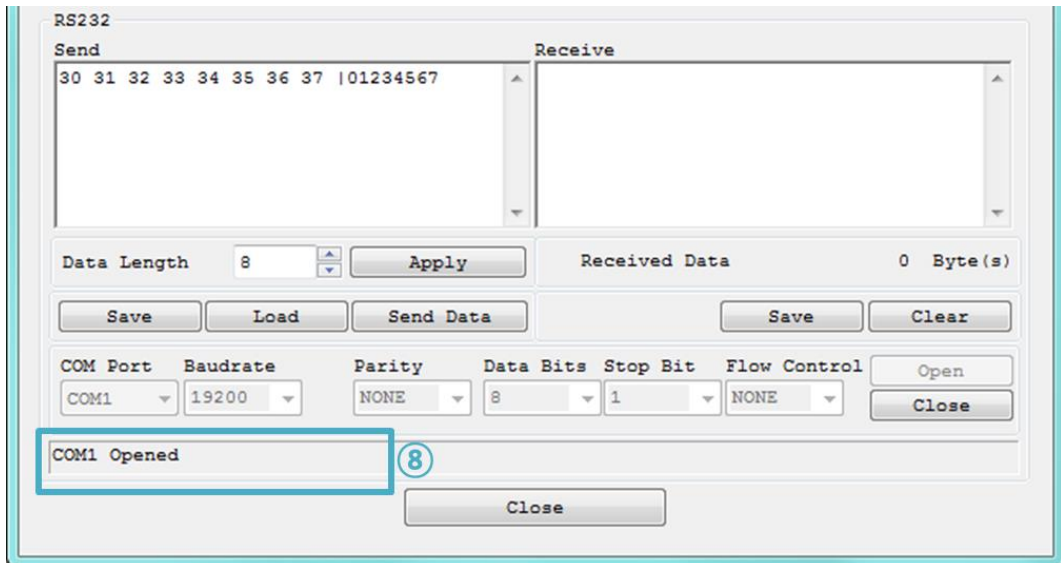 RS232
Send Receive
30 31 32 33 34 35 36 37 |01234567
Data Length 8 Apply Received Data 0 Byte(s)
Save Load Send Data Save Clear
COM Port Baudrate Parity Data Bits Stop Bit Flow Control Open
COM1 19200 NONE 8 1 NONE Close
COM1 Opened ⑧
Close